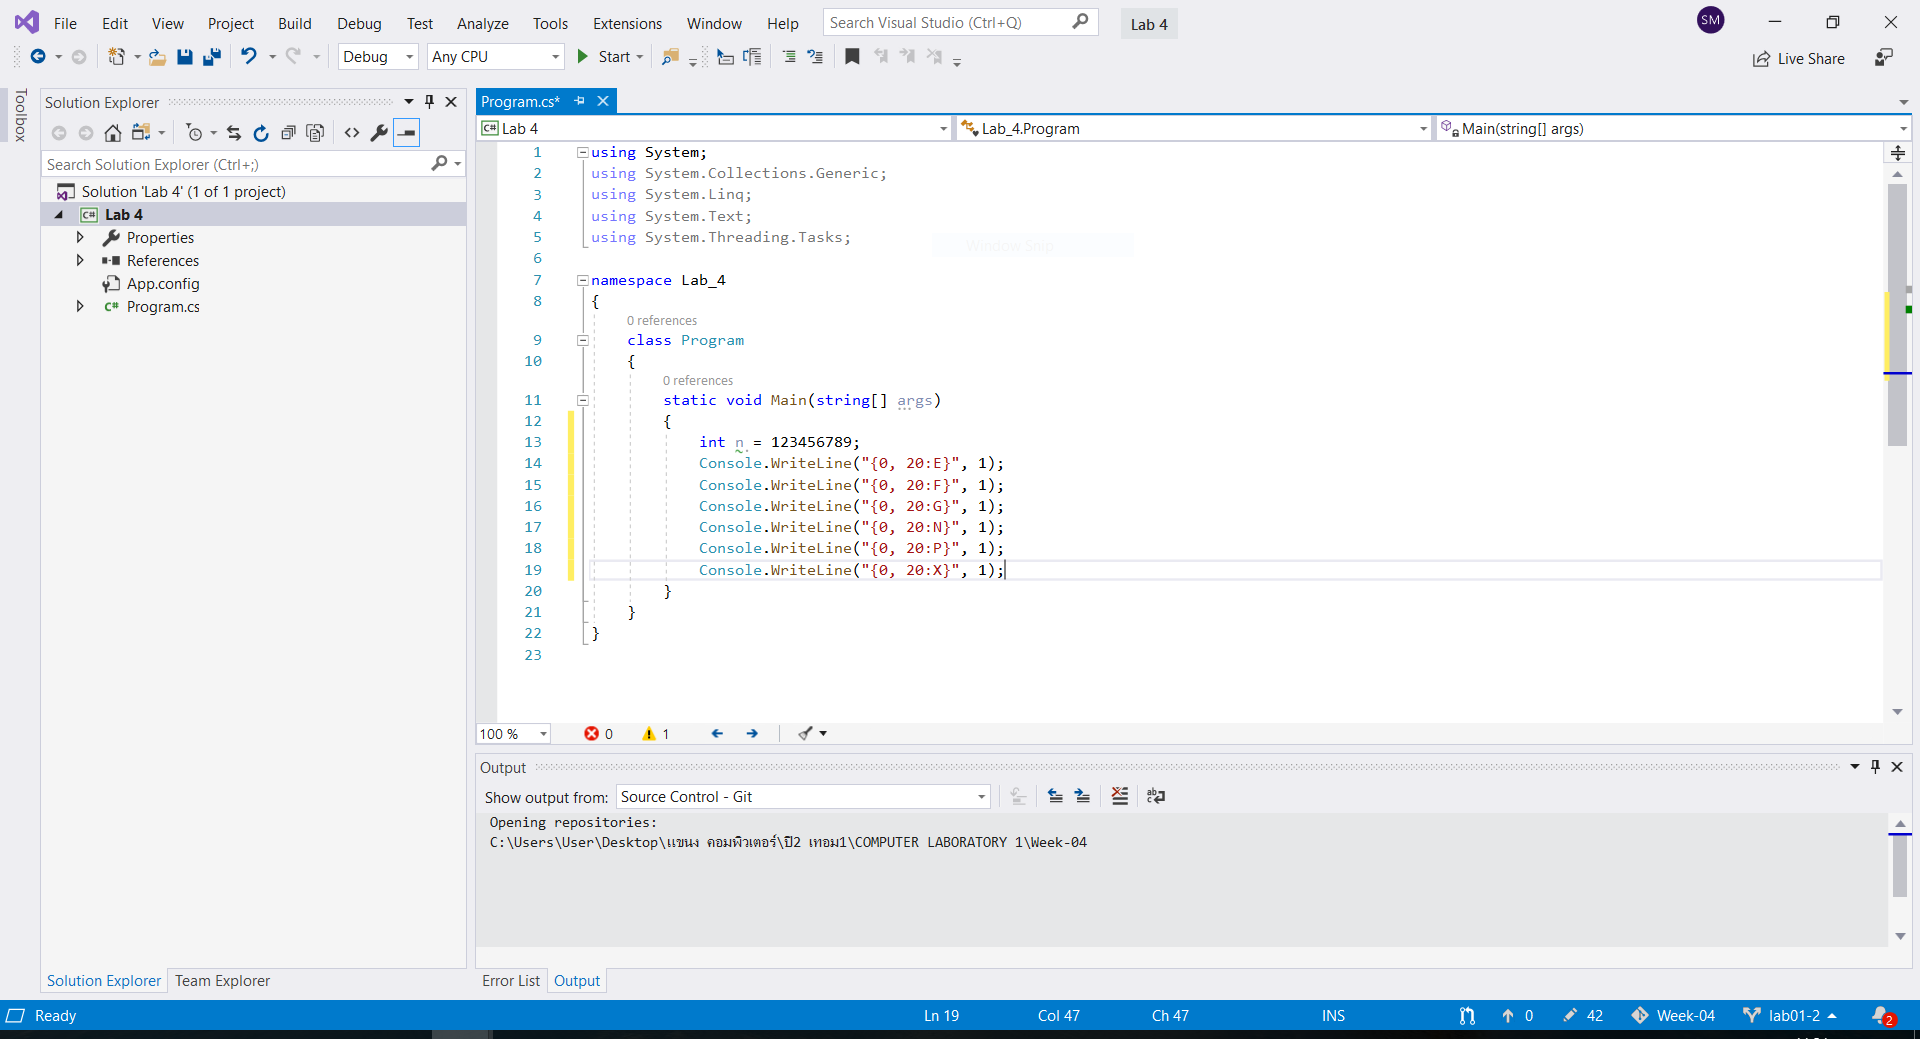 File Edit View Project Build Debug Test Analyze Tools Extensions Window Help Search Visual Studio (Ctrl+Q) Lab 4 SM
Debug Any CPU Start Live Share
Toolbox
Solution Explorer
Search Solution Explorer (Ctrl+;)
Solution 'Lab 4' (1 of 1 project)
C# Lab 4
Properties
References
App.config
C# Program.cs
Program.cs*
C# Lab 4 Lab_4.Program Main(string[] args)
1 using System;
2 using System.Collections.Generic;
3 using System.Linq;
4 using System.Text;
5 using System.Threading.Tasks;
Window Snip
6
7 namespace Lab_4
8 {
0 references
9 class Program
10 {
0 references
11 static void Main(string[] args)
12 {
13 int n = 123456789;
14 Console.WriteLine("{0, 20:E}", 1);
15 Console.WriteLine("{0, 20:F}", 1);
16 Console.WriteLine("{0, 20:G}", 1);
17 Console.WriteLine("{0, 20:N}", 1);
18 Console.WriteLine("{0, 20:P}", 1);
19 Console.WriteLine("{0, 20:X}", 1);
20 }
21 }
22 }
23
100 % 0 1
Output
Show output from: Source Control - Git
Opening repositories:
C:\Users\User\Desktop\แขนง คอมพิวเตอร์\ปี2 เทอม1\COMPUTER LABORATORY 1\Week-04
Solution Explorer Team Explorer
Error List Output
Ready Ln 19 Col 47 Ch 47 INS 0 42 Week-04 lab01-2 2